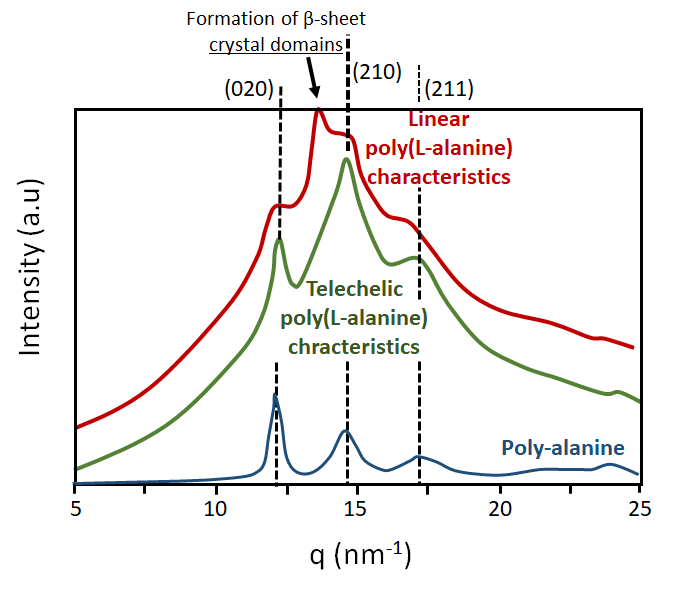 Formation of β-sheet
crystal domains
(020)
(210)
(211)
Linear
poly(L-alanine)
characteristics
Telechelic
poly(L-alanine)
chracteristics
Poly-alanine
Intensity (a.u)
5
10
15
20
25
q (nm⁻¹)